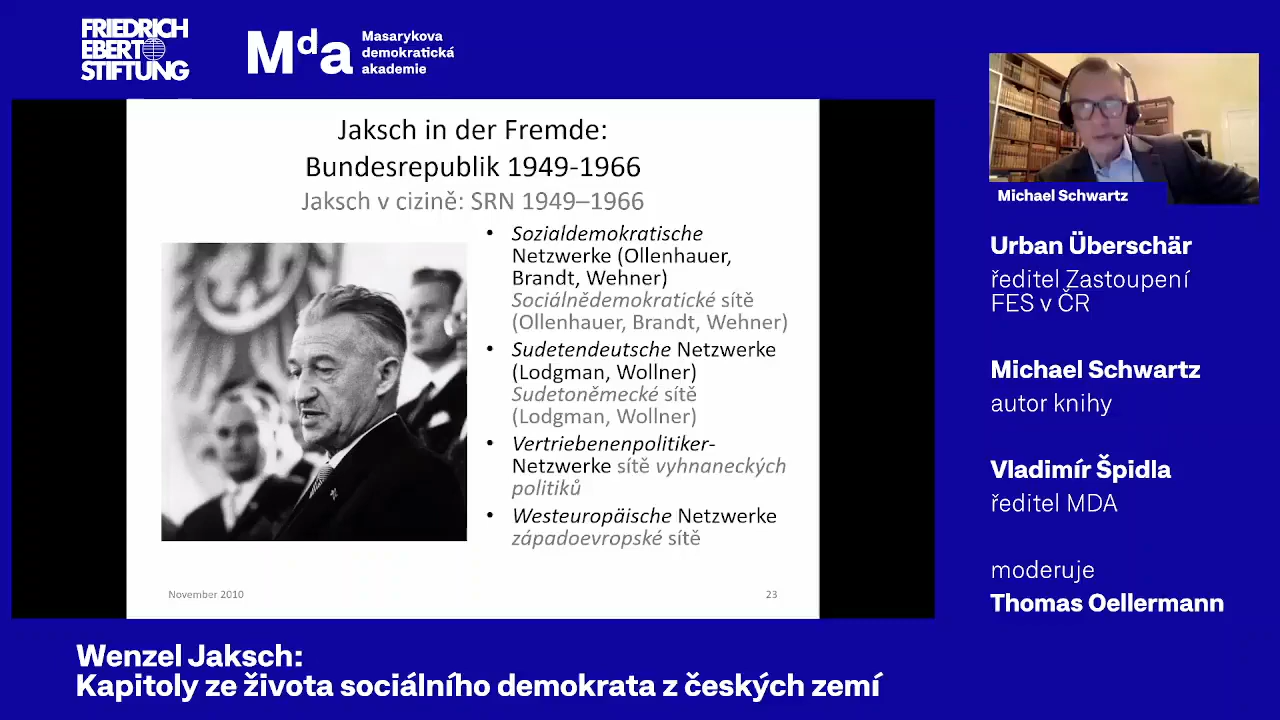 FRIEDRICH
EBERT
STIFTUNG
Mda
Masarykova
demokratická
akademie
Jaksch in der Fremde:
Bundesrepublik 1949-1966
Jaksch v cizině: SRN 1949–1966
• Sozialdemokratische
Netzwerke (Ollenhauer,
Brandt, Wehner)
Sociálnědemokratické sítě
(Ollenhauer, Brandt, Wehner)
• Sudetendeutsche Netzwerke
(Lodgman, Wollner)
Sudetoněmecké sítě
(Lodgman, Wollner)
• Vertriebenenpolitiker-
Netzwerke sítě vyhnaneckých
politiků
• Westeuropäische Netzwerke
západoevropské sítě
November 2010
23
Michael Schwartz
Urban Überschär
ředitel Zastoupení
FES v ČR
Michael Schwartz
autor knihy
Vladimír Špidla
ředitel MDA
moderuje
Thomas Oellermann
Wenzel Jaksch:
Kapitoly ze života sociálního demokrata z českých zemí